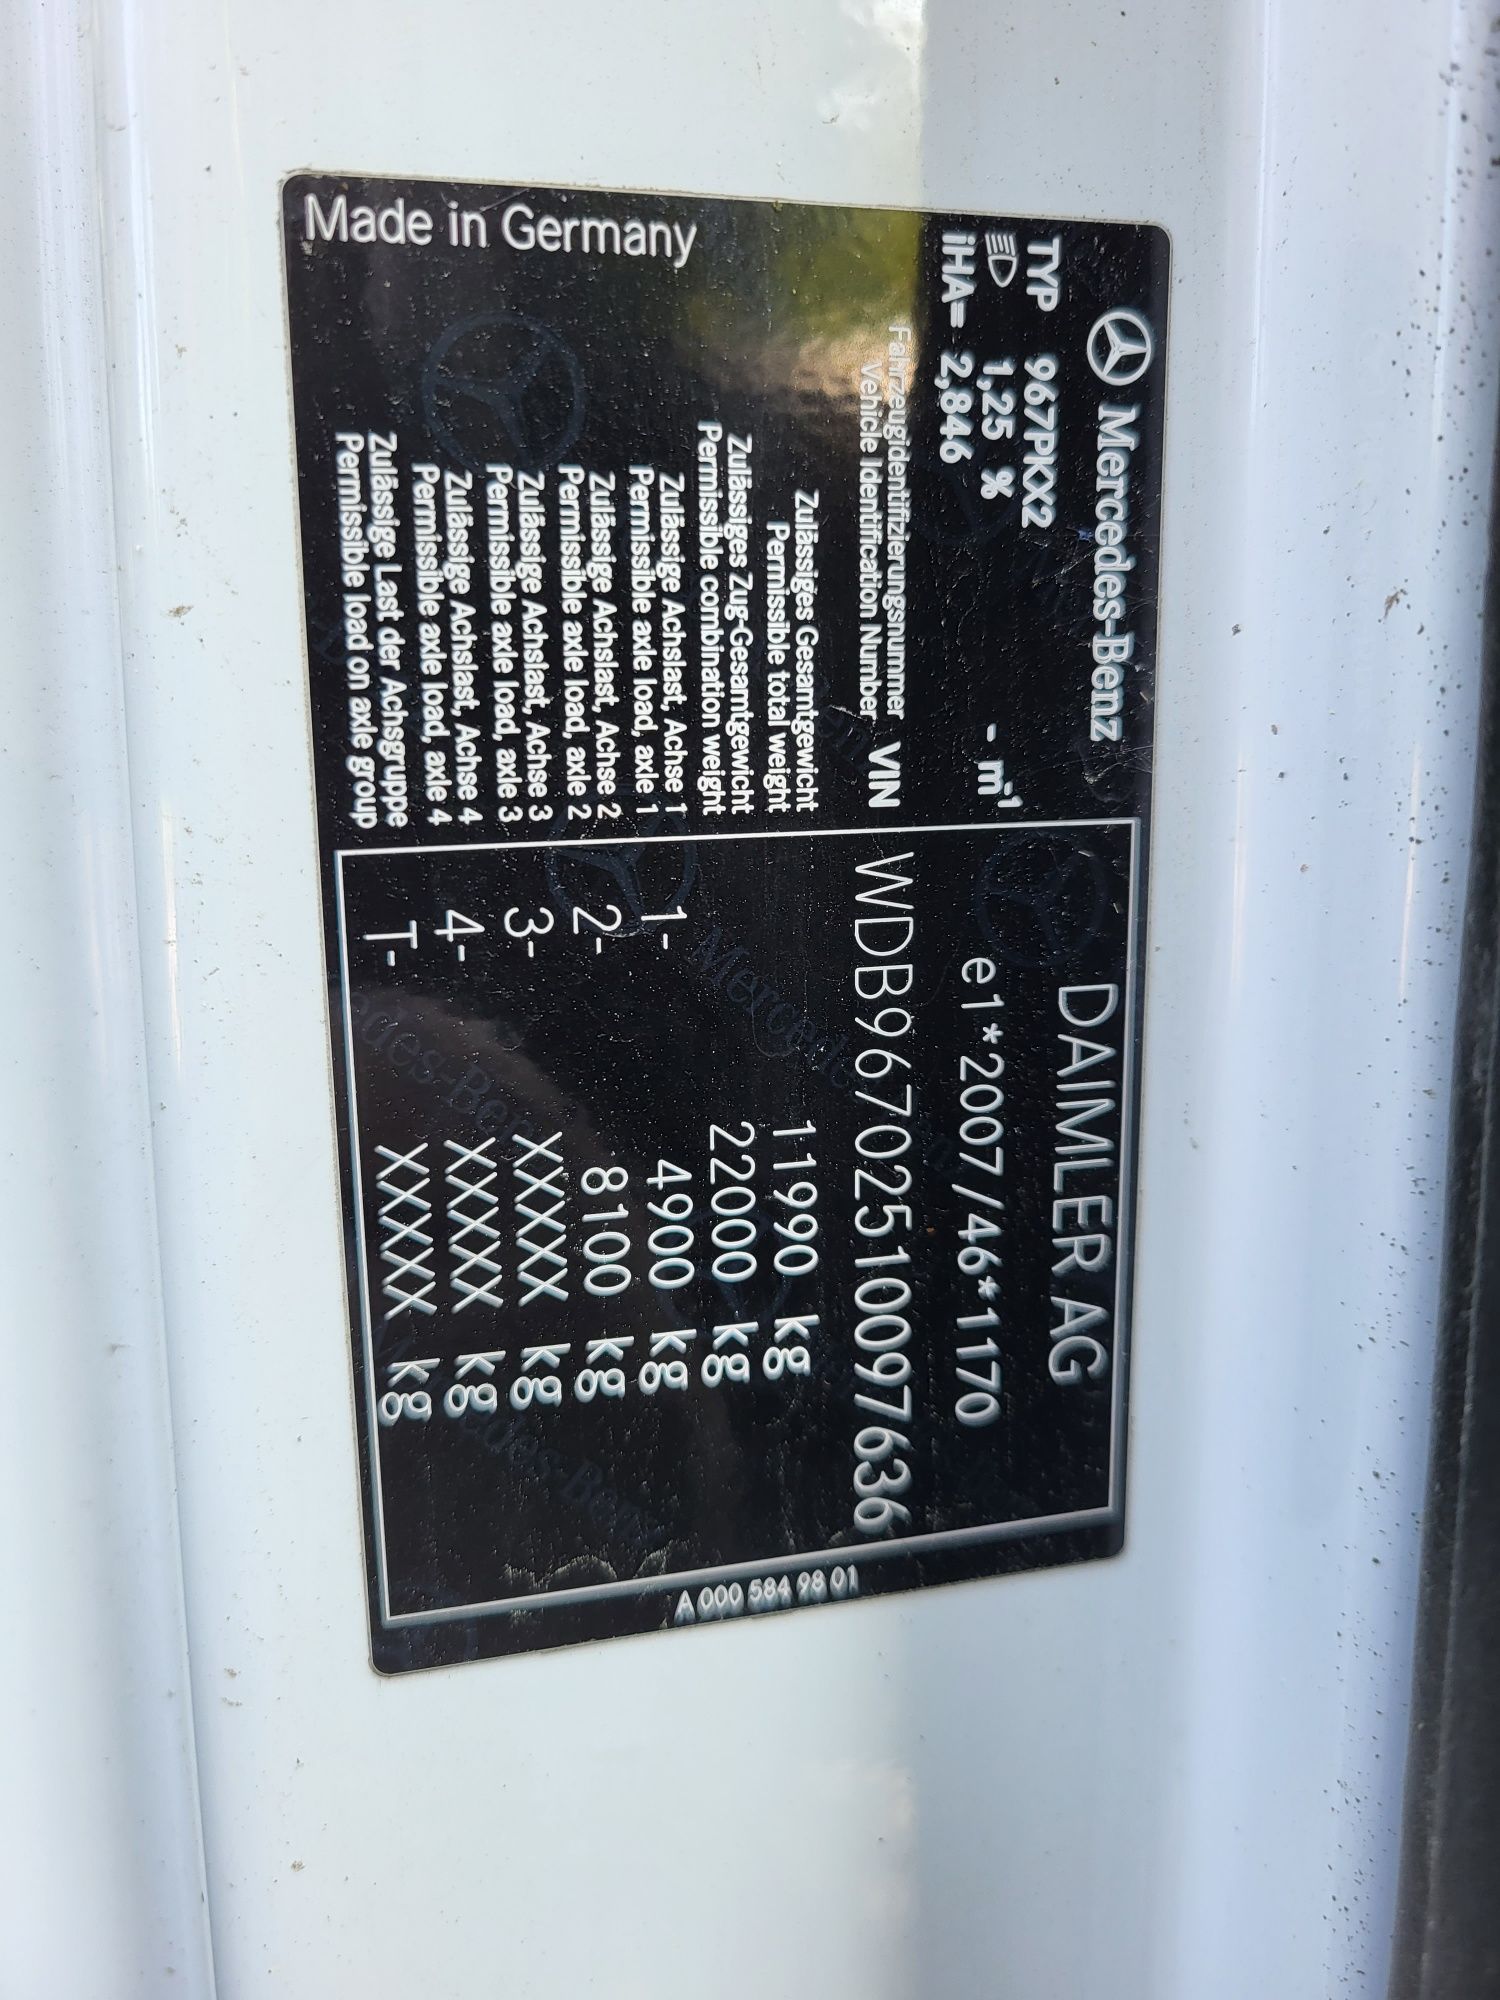 Mercedes-Benz
TYP 967PKX2
1,25 % - m¹
iHA= 2,846
DAIMLER AG
e1*2007/46*1170
Fahrzeugidentifizierungsnummer
Vehicle Identification Number
VIN WDB96702510097636
Zulässiges Gesamtgewicht
Permissible total weight
11990 kg
Zulässiges Zug-Gesamtgewicht
Permissible combination weight
22000 kg
Zulässige Achslast, Achse 1
Permissible axle load, axle 1
1- 4900 kg
Zulässige Achslast, Achse 2
Permissible axle load, axle 2
2- 8100 kg
Zulässige Achslast, Achse 3
Permissible axle load, axle 3
3- XXXXX kg
Zulässige Achslast, Achse 4
Permissible axle load, axle 4
4- XXXXX kg
Zulässige Last der Achsgruppe
Permissible load on axle group
T- XXXXX kg
A 000 584 98 01
Made in Germany